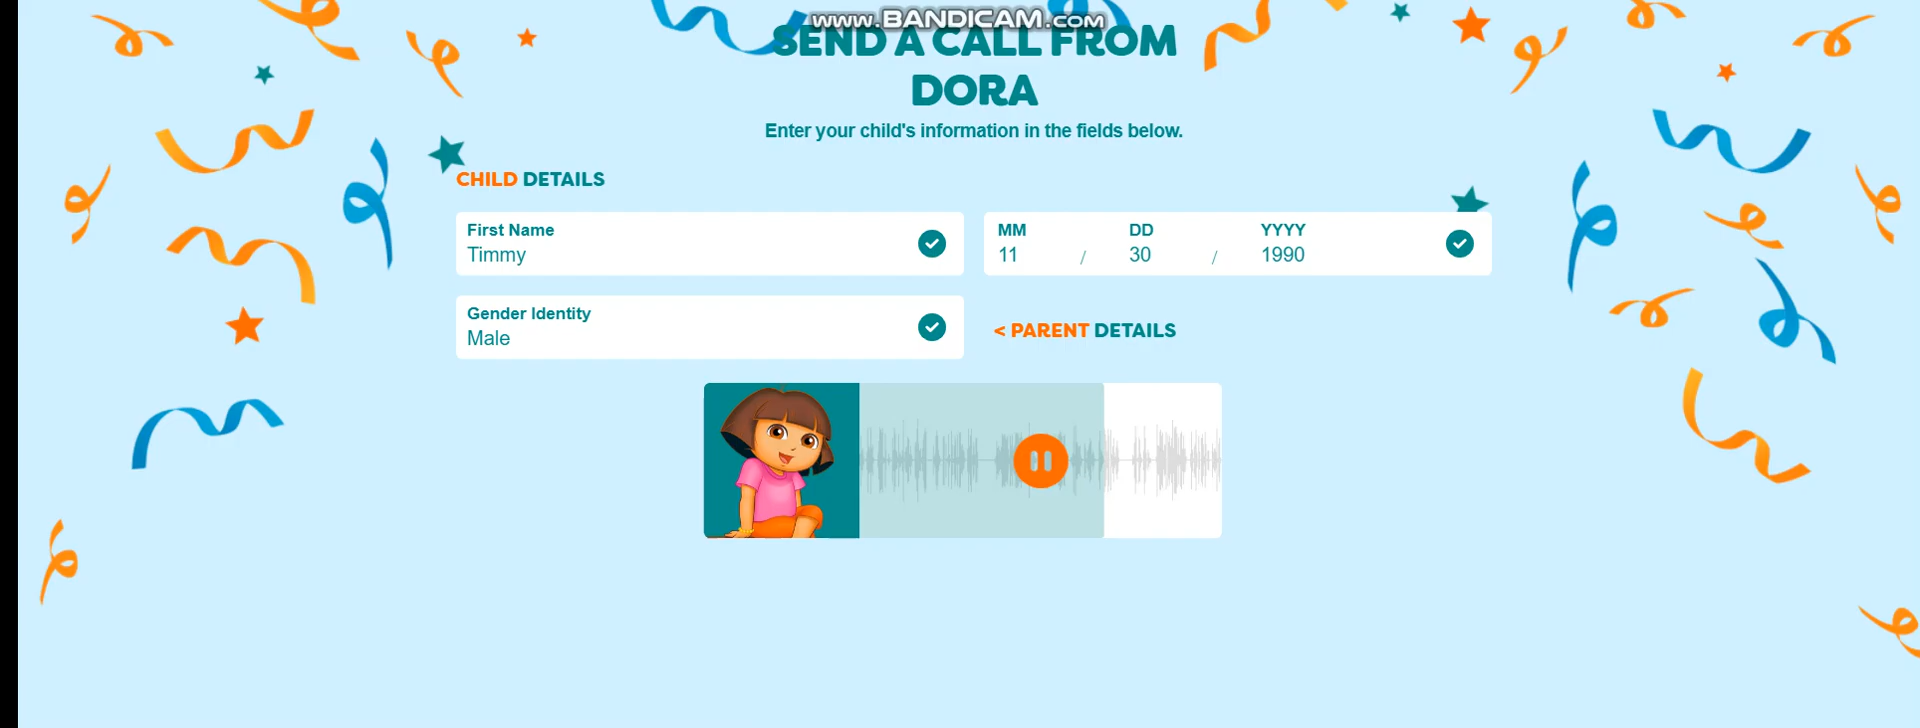 www.BANDICAM.com
SEND A CALL FROM
DORA
Enter your child's information in the fields below.
CHILD DETAILS
First Name
Timmy
MM DD YYYY
11 / 30 / 1990
Gender Identity
Male
< PARENT DETAILS